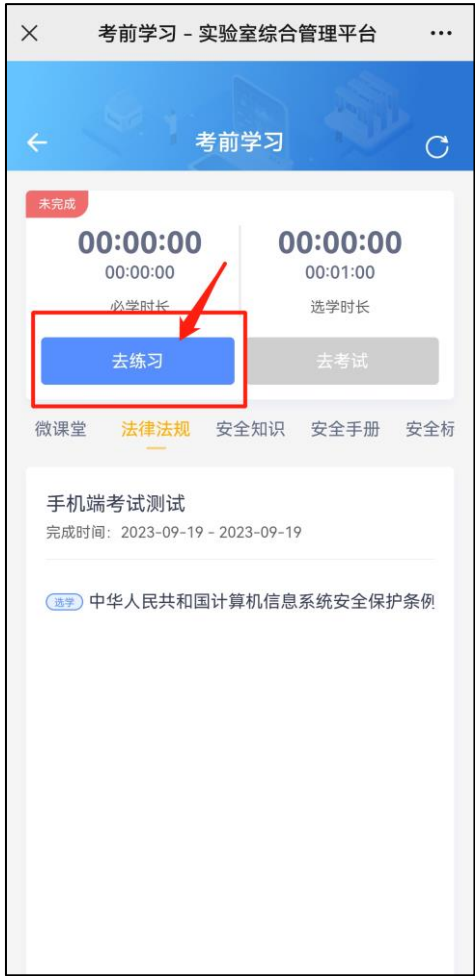 考前学习 - 实验室综合管理平台
考前学习
未完成
00:00:00 00:00:00
00:00:00 00:01:00
必学时长 选学时长
去练习 去考试
微课堂 法律法规 安全知识 安全手册 安全标
手机端考试测试
完成时间: 2023-09-19 - 2023-09-19
选学 中华人民共和国计算机信息系统安全保护条例